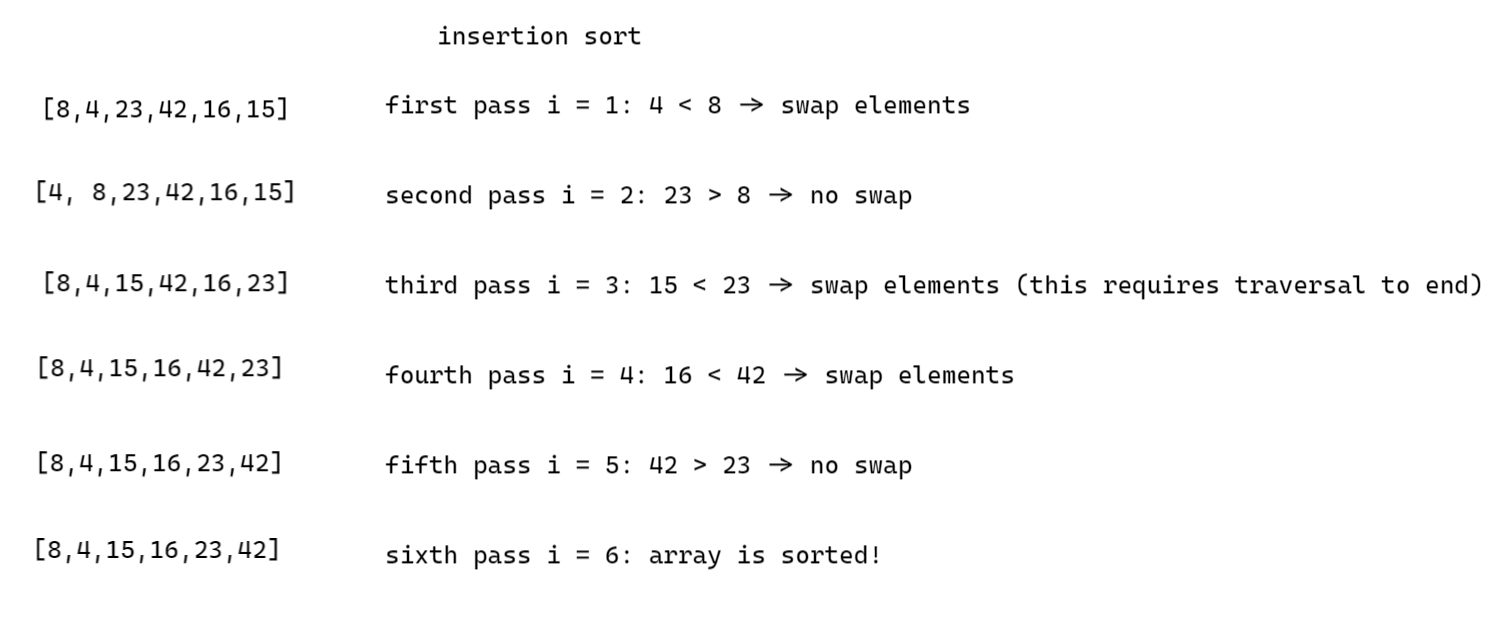 insertion sort
[8,4,23,42,16,15] first pass i = 1: 4 < 8 → swap elements
[4, 8,23,42,16,15] second pass i = 2: 23 > 8 → no swap
[8,4,15,42,16,23] third pass i = 3: 15 < 23 → swap elements (this requires traversal to end)
[8,4,15,16,42,23] fourth pass i = 4: 16 < 42 → swap elements
[8,4,15,16,23,42] fifth pass i = 5: 42 > 23 → no swap
[8,4,15,16,23,42] sixth pass i = 6: array is sorted!